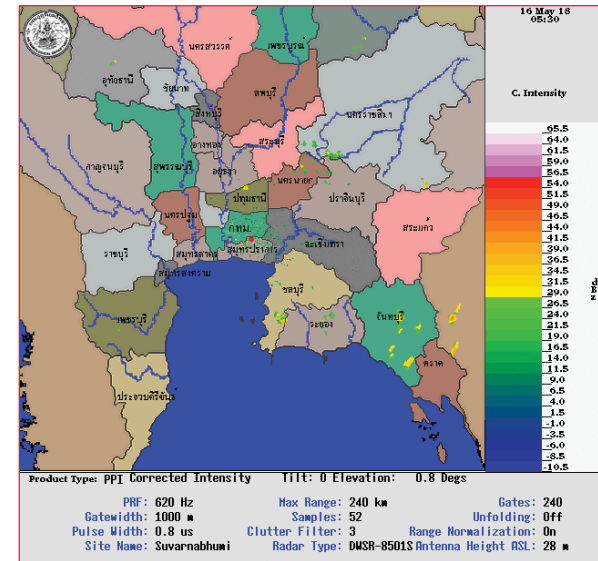 16 May 18
05:30
C. Intensity
นครสวรรค์
เพชรบูรณ์
อุทัยธานี
ชัยนาท
ลพบุรี
สิงห์บุรี
นครราชสีมา
อ่างทอง
สระบุรี
กาญจนบุรี
สุพรรณบุรี
อยุธยา
นครนายก
ปราจีนบุรี
ปทุมธานี
นครปฐม
กทม.
สระแก้ว
ราชบุรี
สมุทรสาคร
สมุทรปราการ
ฉะเชิงเทรา
สมุทรสงคราม
ชลบุรี
เพชรบุรี
ระยอง
จันทบุรี
ตราด
ประจวบคีรีขันธ์
65.5
64.0
61.5
59.0
56.5
54.0
51.5
49.0
46.5
44.0
41.5
39.0
36.5
34.5
31.5
29.0
26.5
24.0
21.5
19.0
16.5
14.0
11.5
9.0
6.5
4.0
1.5
-1.0
-3.5
-6.0
-8.5
-10.5
Product Type: PPI Corrected Intensity Tilt: 0 Elevation: 0.8 Degs
PRF: 620 Hz Max Range: 240 km Gates: 240
Gatewidth: 1000 m Samples: 52 Unfolding: Off
Pulse Width: 0.8 us Clutter Filter: 3 Range Normalization: On
Site Name: Suvarnabhumi Radar Type: DWSR-8501S Antenna Height ASL: 28 m